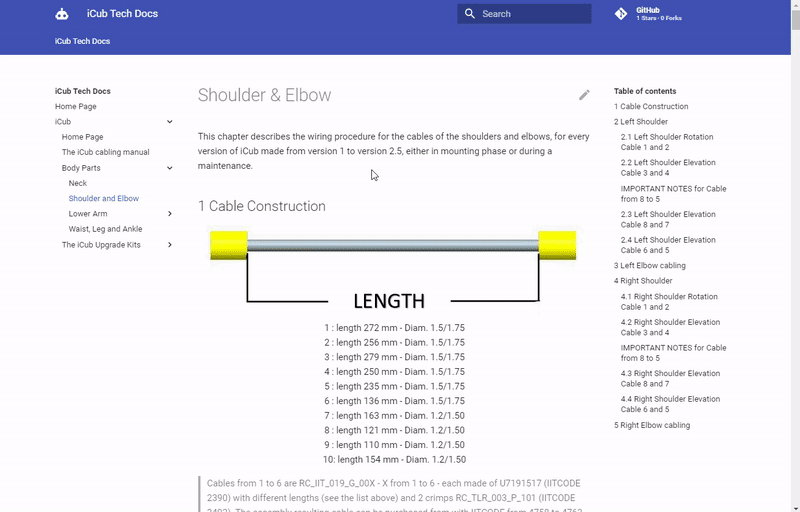 iCub Tech Docs
Search
GitHub
1 Stars · 0 Forks
iCub Tech Docs
iCub Tech Docs
Home Page
iCub
Home Page
The iCub cabling manual
Body Parts
Neck
Shoulder and Elbow
Lower Arm
Waist, Leg and Ankle
The iCub Upgrade Kits
Shoulder & Elbow
This chapter describes the wiring procedure for the cables of the shoulders and elbows, for every
version of iCub made from version 1 to version 2.5, either in mounting phase or during a
maintenance.
1 Cable Construction
LENGTH
1 : length 272 mm - Diam. 1.5/1.75
2 : length 256 mm - Diam. 1.5/1.75
3 : length 279 mm - Diam. 1.5/1.75
4 : length 250 mm - Diam. 1.5/1.75
5 : length 235 mm - Diam. 1.5/1.75
6 : length 136 mm - Diam. 1.5/1.75
7 : length 163 mm - Diam. 1.2/1.50
8 : length 121 mm - Diam. 1.2/1.50
9 : length 110 mm - Diam. 1.2/1.50
10: length 154 mm - Diam. 1.2/1.50
Cables from 1 to 6 are RC_IIT_019_G_00X - X from 1 to 6 - each made of U7191517 (IITCODE
2390) with different lengths (see the list above) and 2 crimps RC_TLR_003_P_101 (IITCODE
The assembly resulting cable can be purchased from with IITCODE from 4758 to 4763
Table of contents
1 Cable Construction
2 Left Shoulder
2.1 Left Shoulder Rotation
Cable 1 and 2
2.2 Left Shoulder Elevation
Cable 3 and 4
IMPORTANT NOTES for Cable
from 8 to 5
2.3 Left Shoulder Elevation
Cable 8 and 7
2.4 Left Shoulder Elevation
Cable 6 and 5
3 Left Elbow cabling
4 Right Shoulder
4.1 Right Shoulder Rotation
Cable 1 and 2
4.2 Right Shoulder Elevation
Cable 3 and 4
IMPORTANT NOTES for Cable
from 8 to 5
4.3 Right Shoulder Elevation
Cable 8 and 7
4.4 Right Shoulder Elevation
Cable 6 and 5
5 Right Elbow cabling